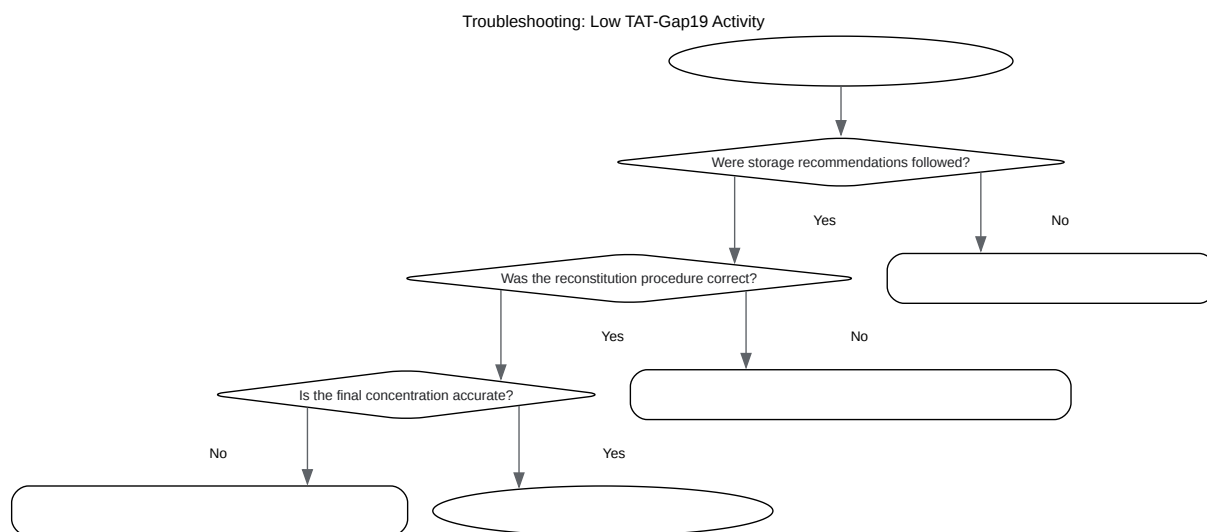 Troubleshooting: Low TAT-Gap19 Activity
Were storage recommendations followed?
Yes
No
Was the reconstitution procedure correct?
Yes
No
Is the final concentration accurate?
No
Yes